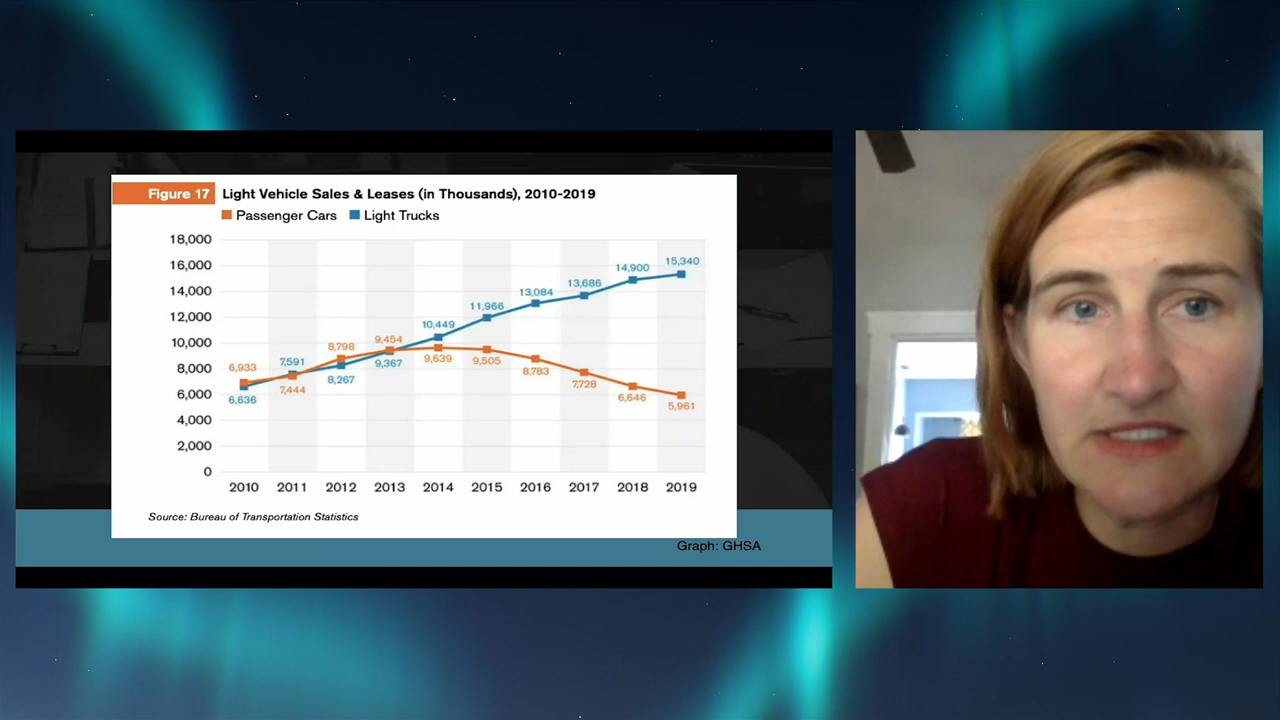 Figure 17 Light Vehicle Sales & Leases (in Thousands), 2010-2019
Passenger Cars Light Trucks
18,000
16,000
14,000
12,000
10,000
8,000
6,000
4,000
2,000
0
6,933 7,444 8,798 9,454 9,639 9,505 8,783 7,728 6,646 5,961
6,636 7,591 8,267 9,367 10,449 11,966 13,084 13,686 14,900 15,340
2010 2011 2012 2013 2014 2015 2016 2017 2018 2019
Source: Bureau of Transportation Statistics
Graph: GHSA